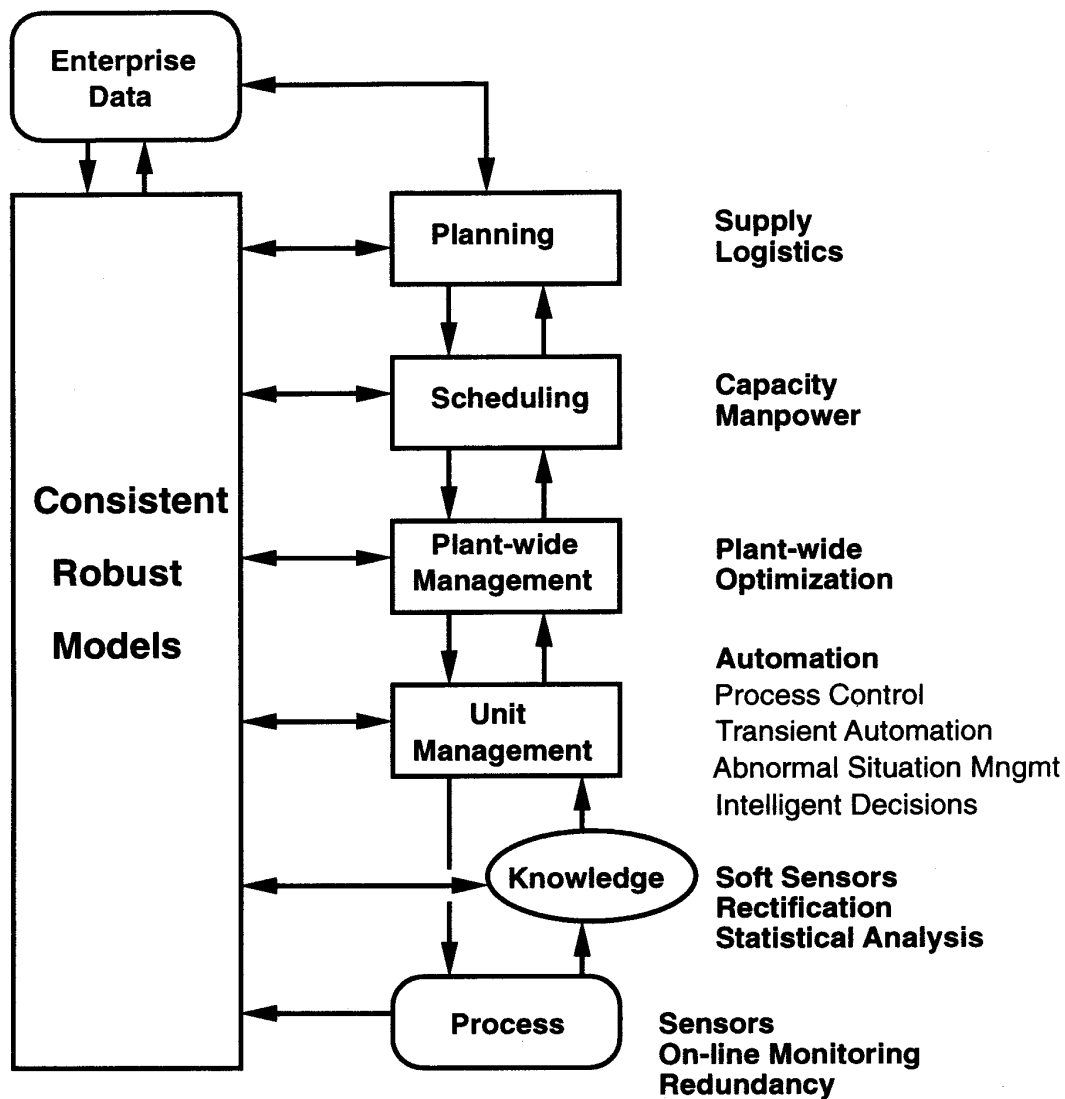 Enterprise
Data
Planning
Supply
Logistics
Scheduling
Capacity
Manpower
Consistent
Robust
Models
Plant-wide
Management
Plant-wide
Optimization
Unit
Management
Automation
Process Control
Transient Automation
Abnormal Situation Mngmt
Intelligent Decisions
Knowledge
Soft Sensors
Rectification
Statistical Analysis
Process
Sensors
On-line Monitoring
Redundancy